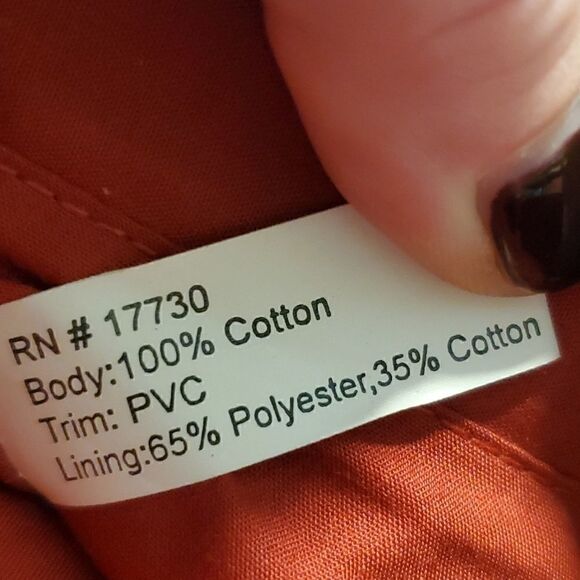 RN # 17730
Body:100% Cotton
Trim: PVC
Lining:65% Polyester,35% Cotton